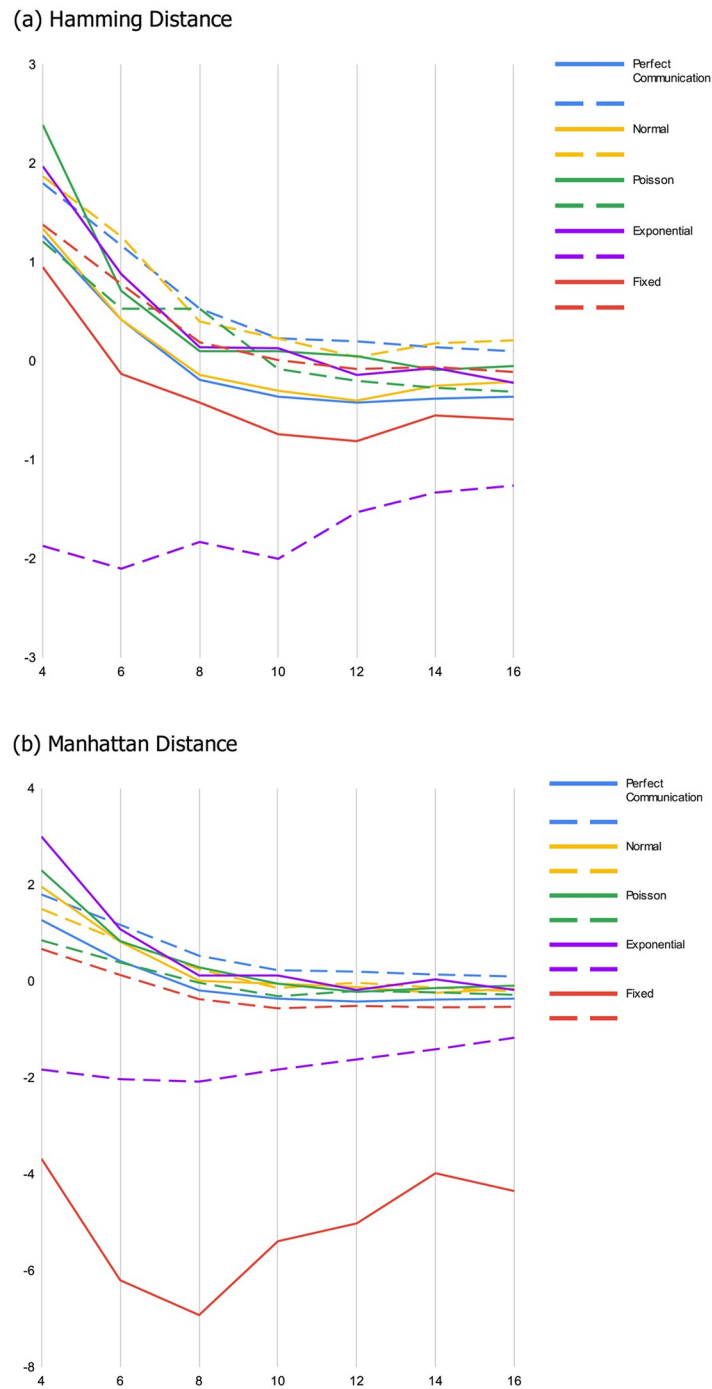 (a) Hamming Distance
3
2
1
0
-1
-2
-3
4 6 8 10 12 14 16
Perfect
Communication
Normal
Poisson
Exponential
Fixed
(b) Manhattan Distance
4
2
0
-2
-4
-6
-8
4 6 8 10 12 14 16
Perfect
Communication
Normal
Poisson
Exponential
Fixed